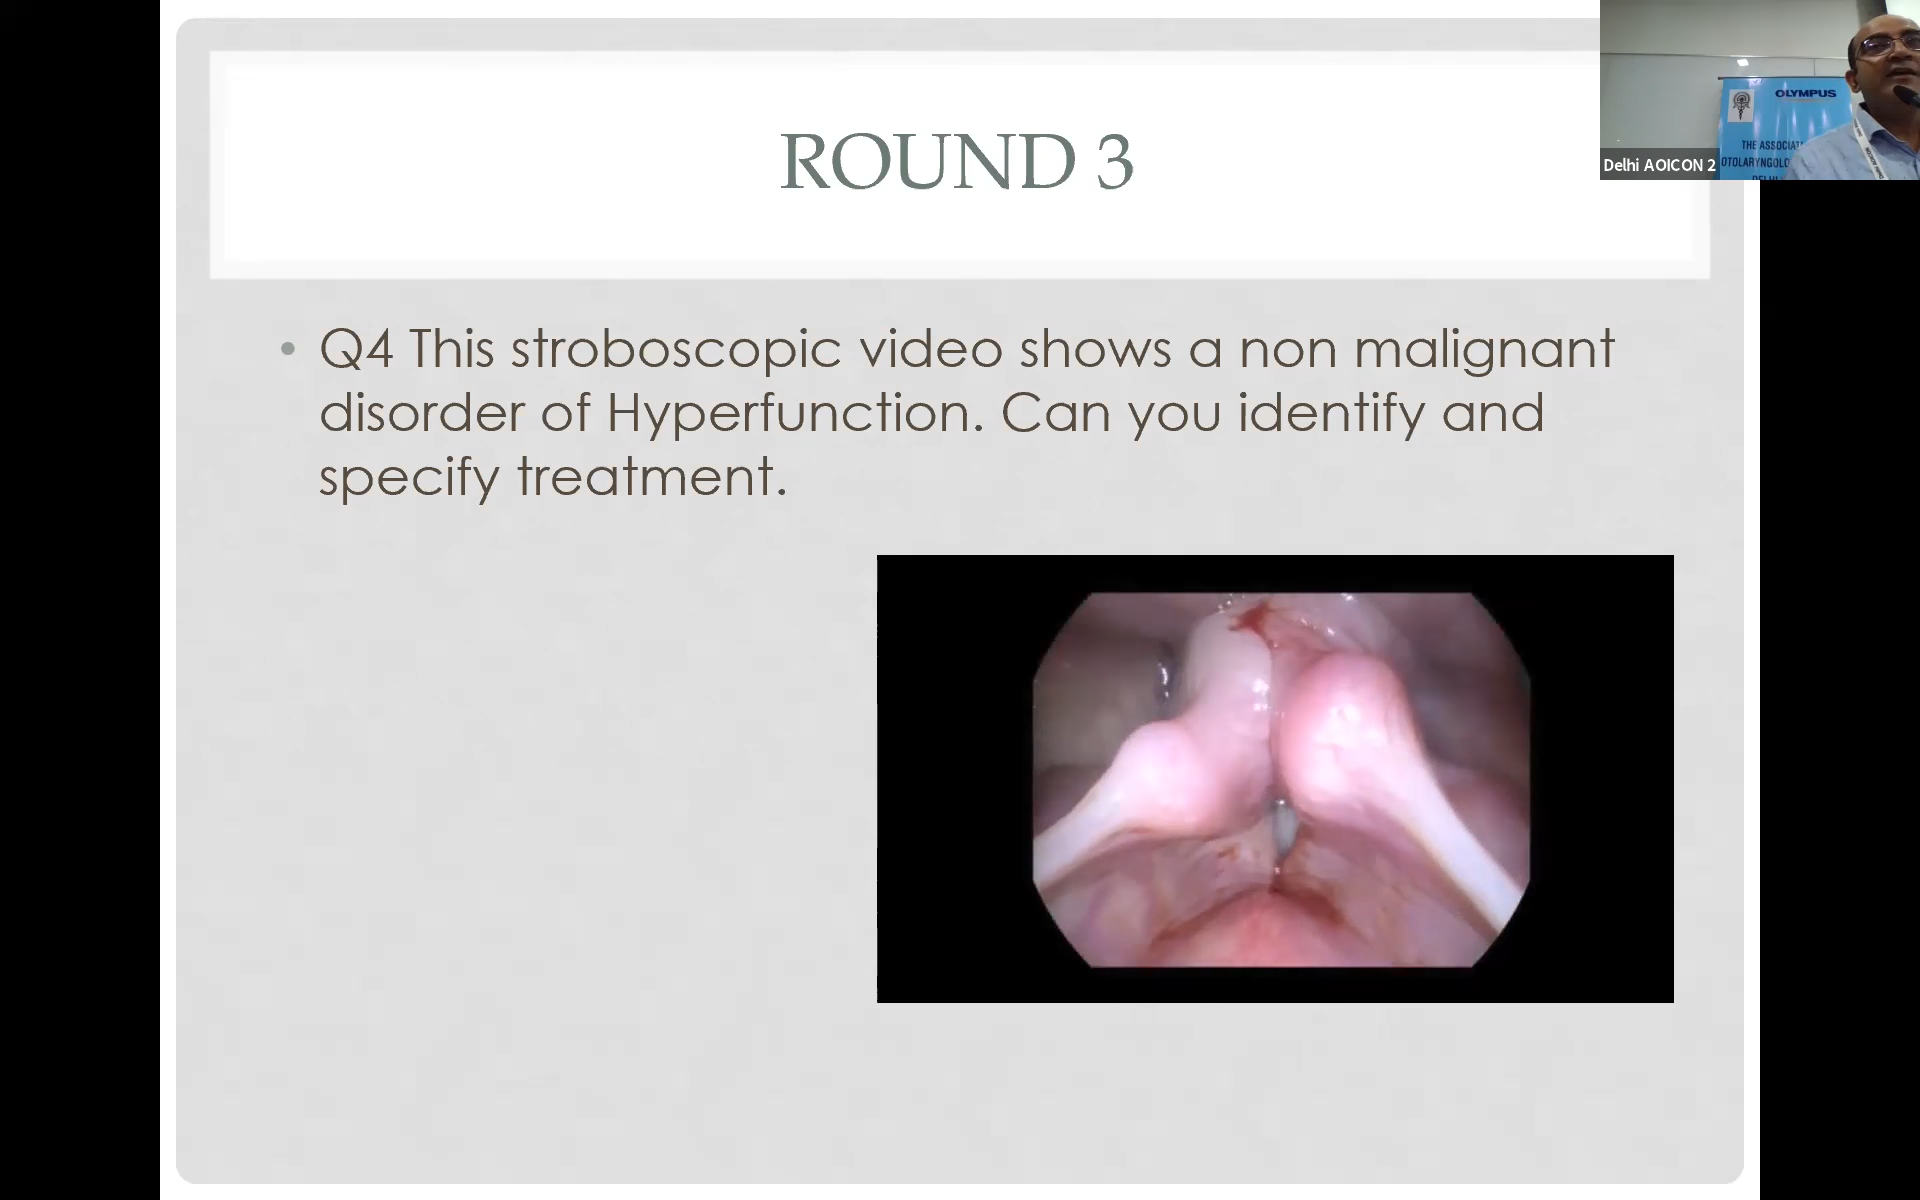 ROUND 3
• Q4 This stroboscopic video shows a non malignant
disorder of Hyperfunction. Can you identify and
specify treatment.
OLYMPUS
THE
Delhi AOICON 2